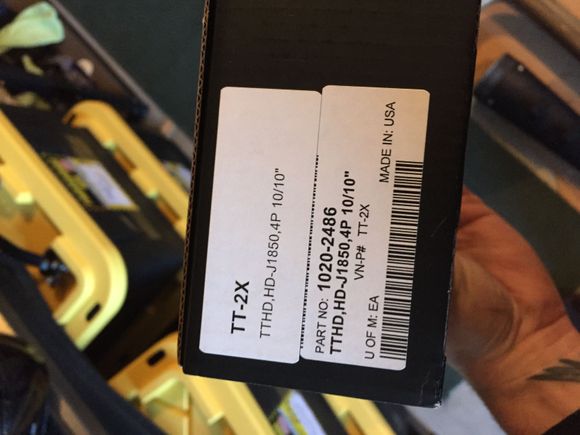 TT-2X
TTHD,HD-J1850,4P 10/10"
PART NO: 1020-2486
TTHD,HD-J1850,4P 10/10"
VN-P# TT-2X
U OF M: EA
MADE IN: USA